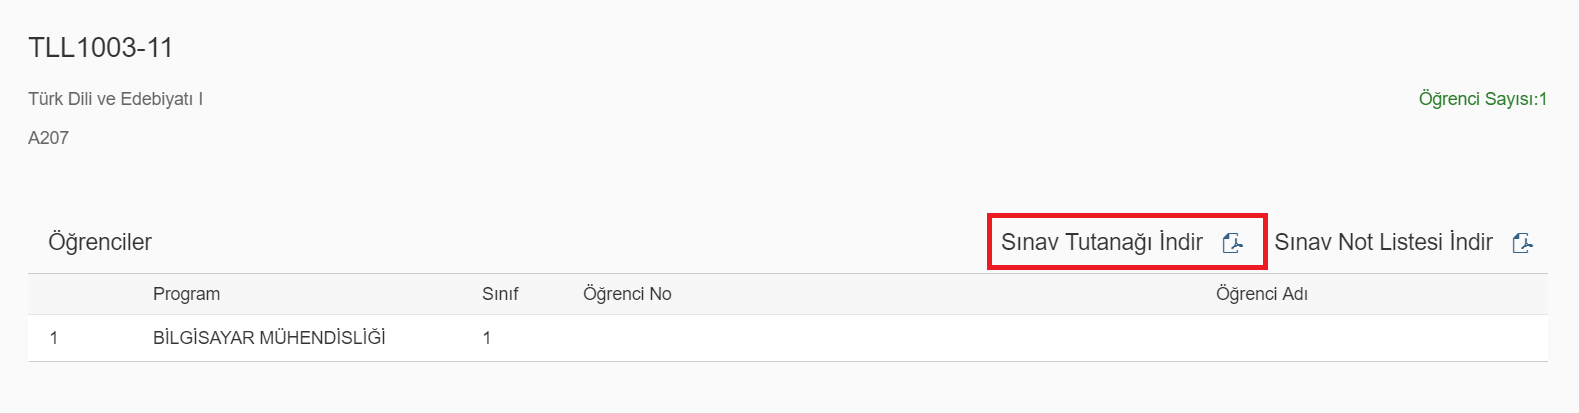 TLL1003-11
Türk Dili ve Edebiyatı I
Öğrenci Sayısı:1
A207
Öğrenciler
Sınav Tutanağı İndir
Sınav Not Listesi İndir
Program Sınıf Öğrenci No Öğrenci Adı
1 BİLGİSAYAR MÜHENDİSLİĞİ 1